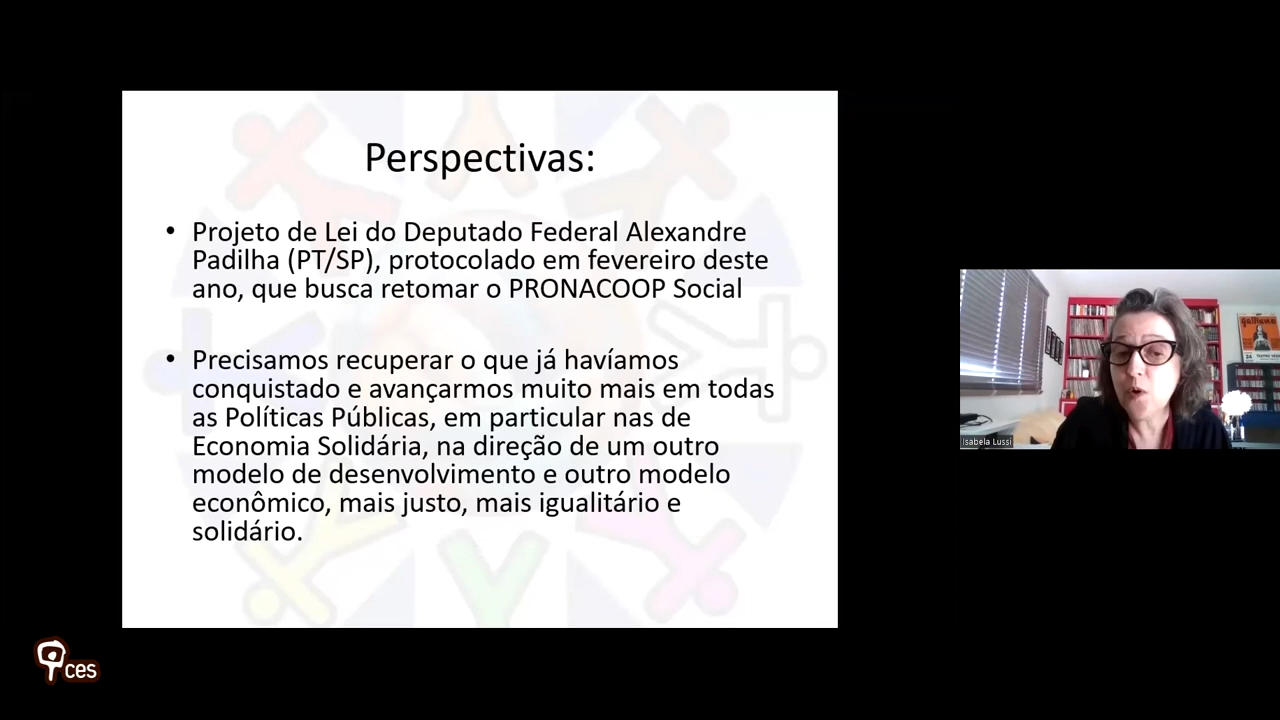 Perspectivas:
• Projeto de Lei do Deputado Federal Alexandre
Padilha (PT/SP), protocolado em fevereiro deste
ano, que busca retomar o PRONACOOP Social
• Precisamos recuperar o que já havíamos
conquistado e avançarmos muito mais em todas
as Políticas Públicas, em particular nas de
Economia Solidária, na direção de um outro
modelo de desenvolvimento e outro modelo
econômico, mais justo, mais igualitário e
solidário.
Isabela Lussi
ces